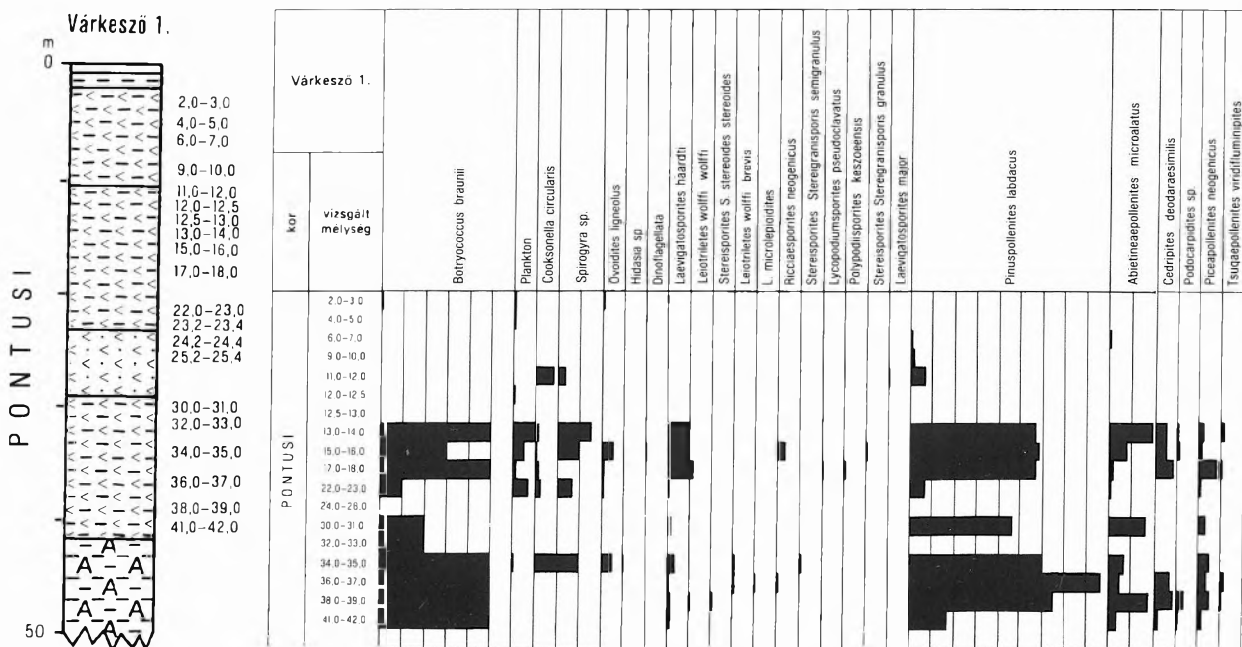 Várkesző 1.
m
0
50
PONTUSI
2,0–3,0
4,0–5,0
6,0–7,0
9,0–10,0
11,0–12,0
12,0–12,5
12,5–13,0
13,0–14,0
15,0–16,0
17,0–18,0
22,0–23,0
23,2–23,4
24,2–24,4
25,2–25,4
30,0–31,0
32,0–33,0
34,0–35,0
36,0–37,0
38,0–39,0
41,0–42,0
A
A A
A
A A
A
Várkesző 1.
kor
vizsgált
mélység
Botryococcus braunii
Plankton
Cooksonella circularis
Spirogyra sp.
Ovoidites ligneolus
Hidasia sp
Dinoflagellata
Laevigatosporites haardti
Leiotriletes wolffi wolffi
Stereisporites S. stereoides stereoides
Leiotriletes wolffi brevis
L. microlepioidites
Ricciaesporites neogenicus
Stereisporites Stereigranisporis semigranulus
Lycopodiumsporites pseudoclavatus
Polypodiisporites keszoeensis
Stereisporites Stereigranisporis granulus
Laevigatosporites major
Pinuspollenites labdacus
Abietineaepollenites microalatus
Cedripites deodaraesimilis
Podocarpidites sp.
Piceapollenites neogenicus
Tsugaepollenites viridifluminipites
PONTUSI
2,0–3,0
4,0–5,0
6,0–7,0
9,0–10,0
11,0–12,0
12,0–12,5
12,5–13,0
13,0–14,0
15,0–16,0
17,0–18,0
22,0–23,0
24,0–26,0
30,0–31,0
32,0–33,0
34,0–35,0
36,0–37,0
38,0–39,0
41,0–42,0